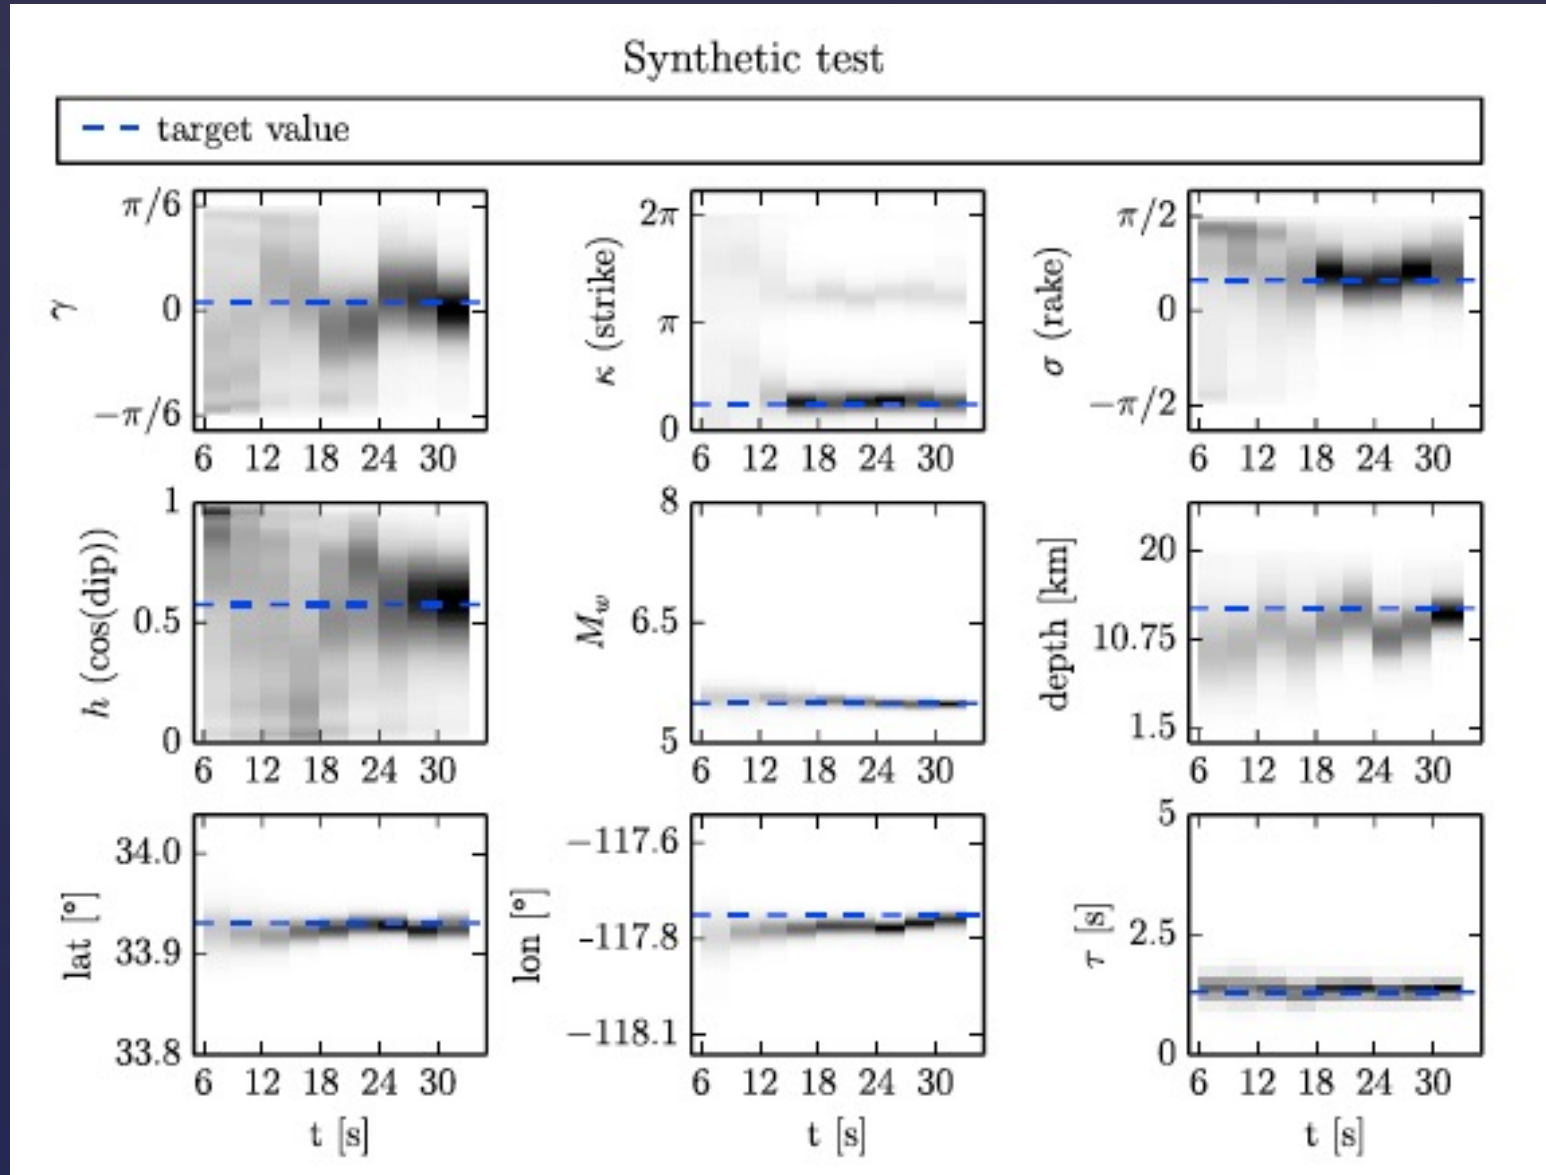 Synthetic test
target value
π/6
0
−π/6
γ
6 12 18 24 30
2π
π
0
κ (strike)
6 12 18 24 30
π/2
0
−π/2
σ (rake)
6 12 18 24 30
1
0.5
0
h (cos(dip))
6 12 18 24 30
8
6.5
5
M_w
6 12 18 24 30
20
10.75
1.5
depth [km]
6 12 18 24 30
34.0
33.9
33.8
lat [°]
6 12 18 24 30
t [s]
−117.6
-117.8
−118.1
lon [°]
6 12 18 24 30
t [s]
5
2.5
0
τ [s]
6 12 18 24 30
t [s]